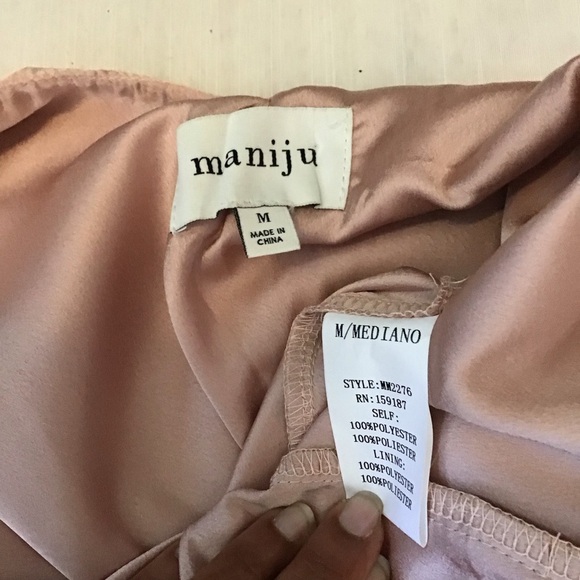 maniju
M
MADE IN
CHINA
M/MEDIANO
STYLE:MM2276
RN:159187
SELF:
100%POLYESTER
100%POLIESTER
LINING:
100%POLYESTER
100%POLIESTER